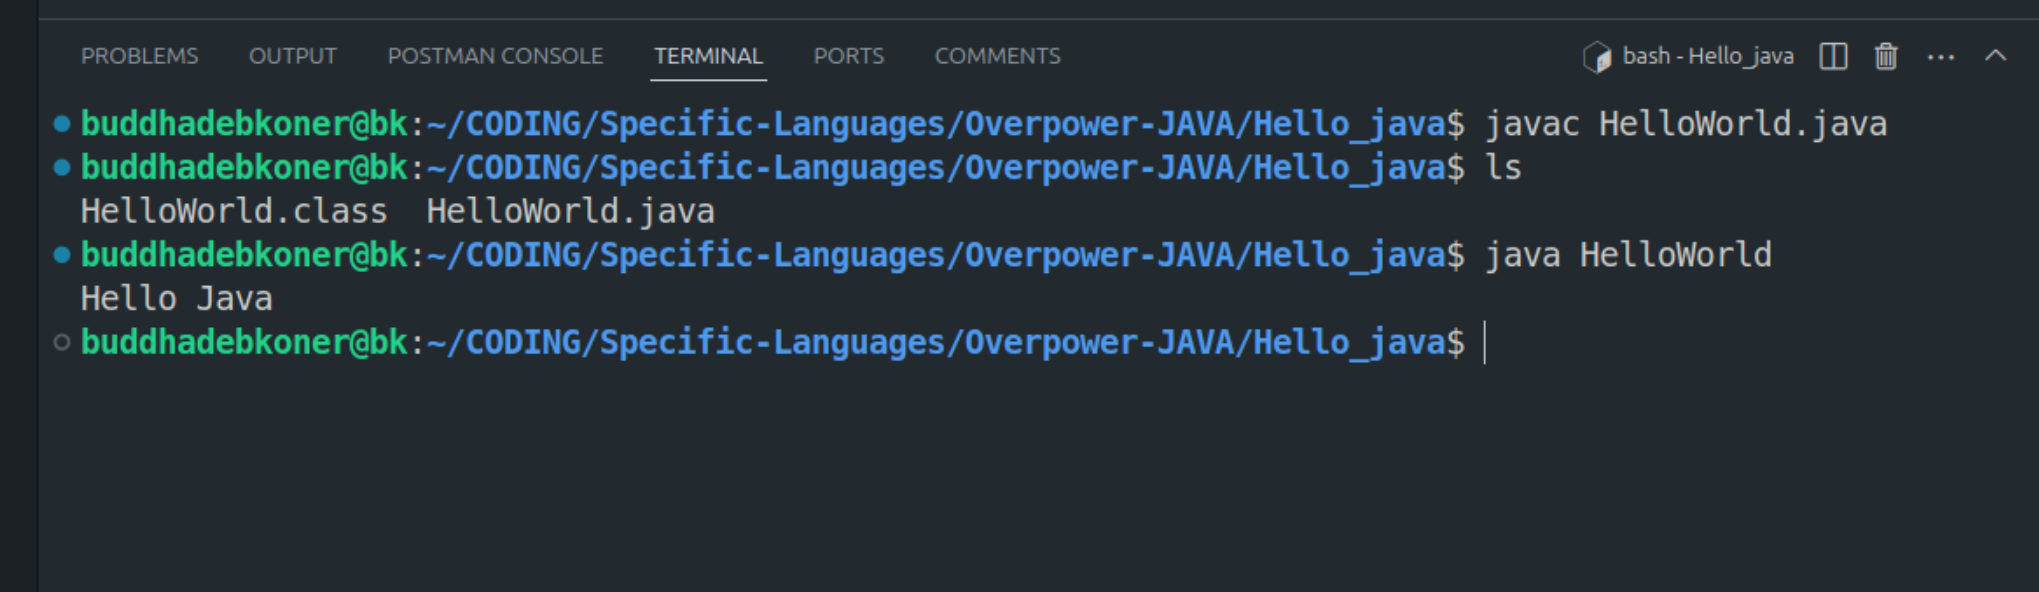 PROBLEMS OUTPUT POSTMAN CONSOLE TERMINAL PORTS COMMENTS bash - Hello_java
buddhadebkoner@bk:~/CODING/Specific-Languages/Overpower-JAVA/Hello_java$ javac HelloWorld.java
buddhadebkoner@bk:~/CODING/Specific-Languages/Overpower-JAVA/Hello_java$ ls
HelloWorld.class  HelloWorld.java
buddhadebkoner@bk:~/CODING/Specific-Languages/Overpower-JAVA/Hello_java$ java HelloWorld
Hello Java
buddhadebkoner@bk:~/CODING/Specific-Languages/Overpower-JAVA/Hello_java$